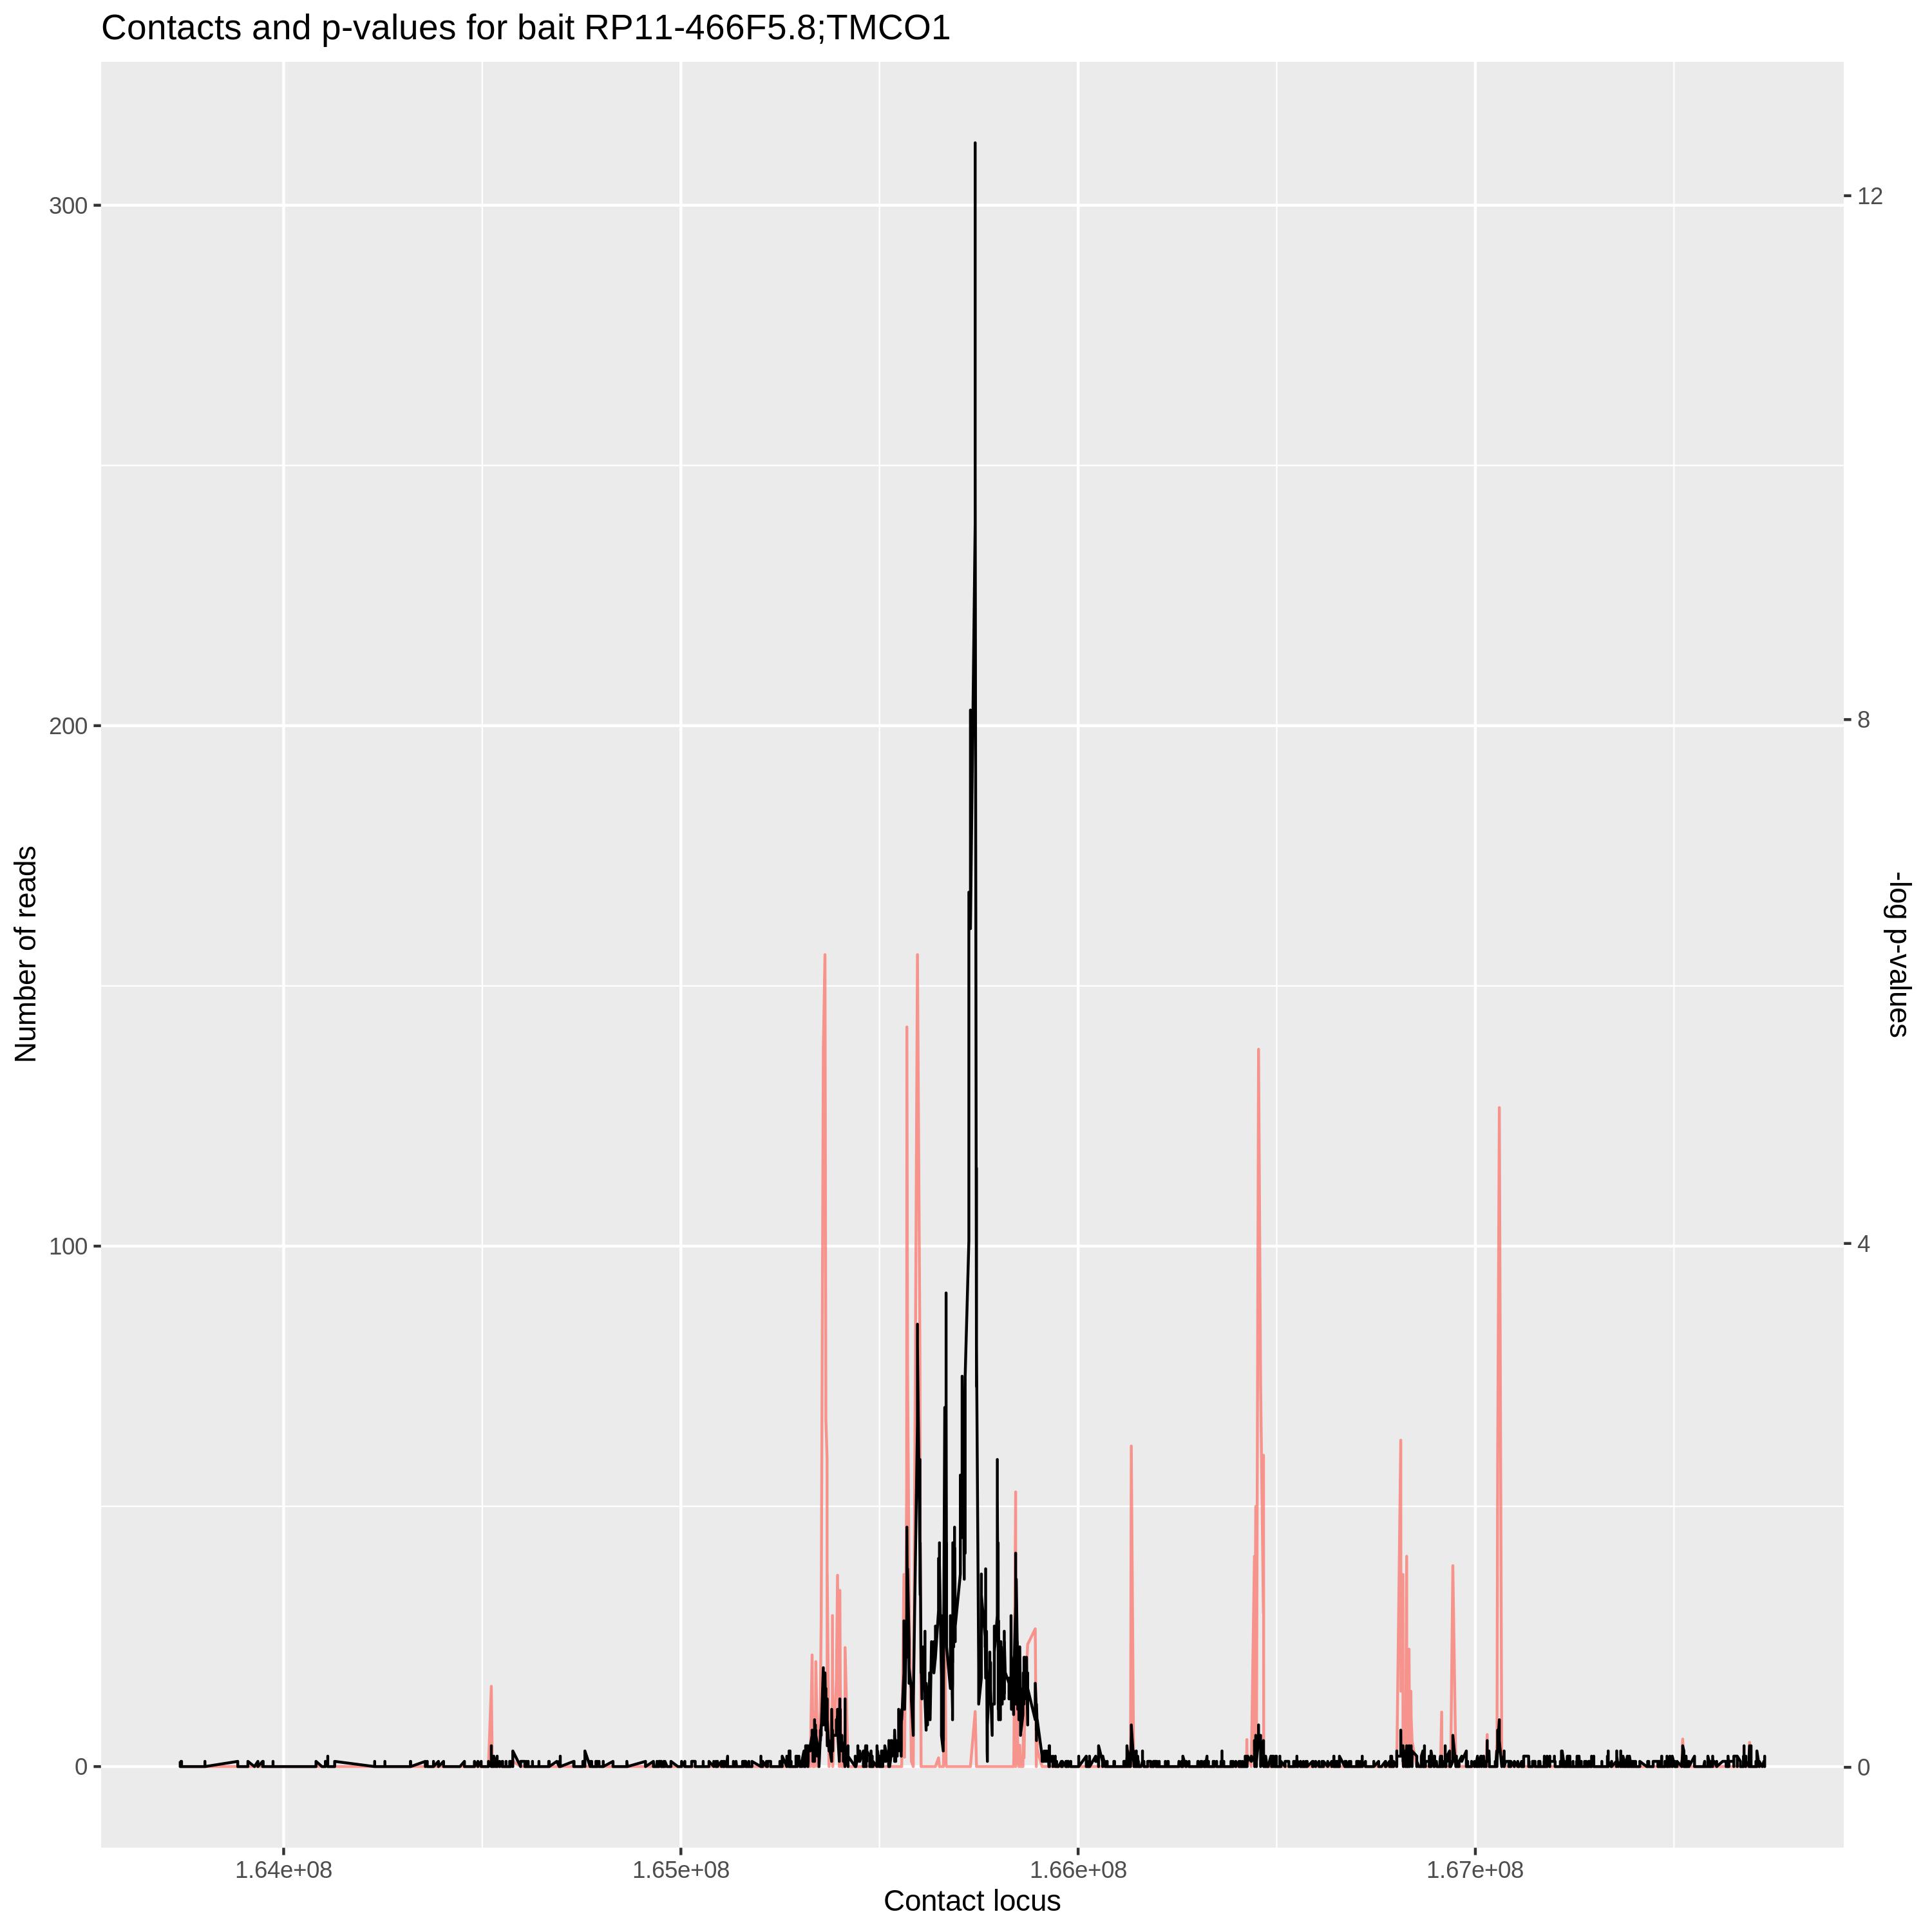 Contacts and p-values for bait RP11-466F5.8;TMCO1
300
200
100
0
12
8
4
0
Number of reads
-log p-values
1.64e+08
1.65e+08
1.66e+08
1.67e+08
Contact locus